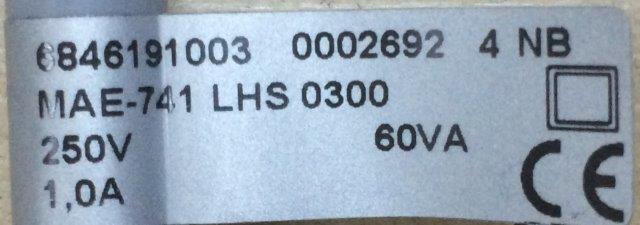 6846191003 0002692 4 NB
MAE-741 LHS 0300
250V 60VA
1,0A CE